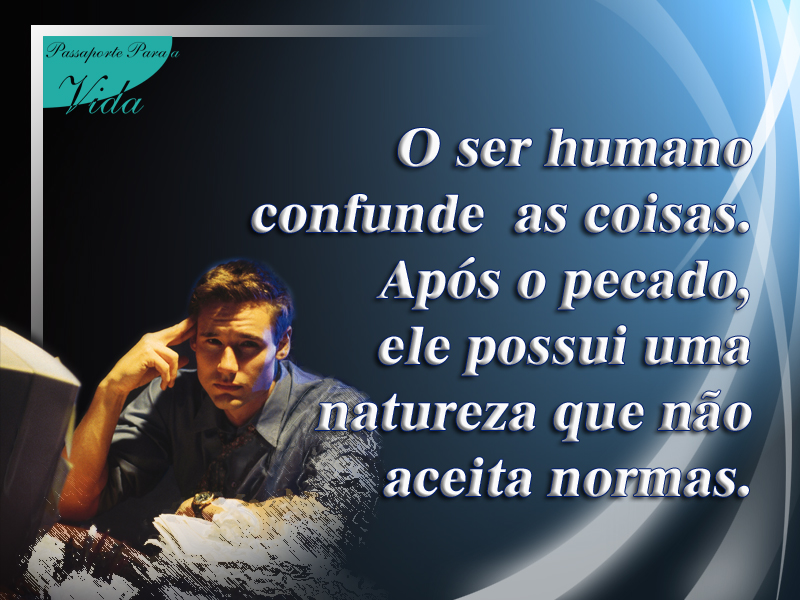 Passaporte Para a
Vida
O ser humano
confunde as coisas.
Após o pecado,
ele possui uma
natureza que não
aceita normas.